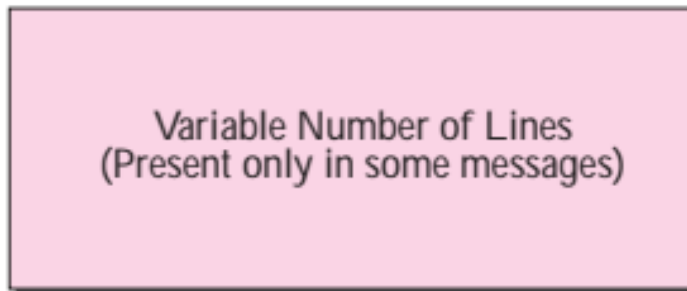 Variable Number of Lines
(Present only in some messages)